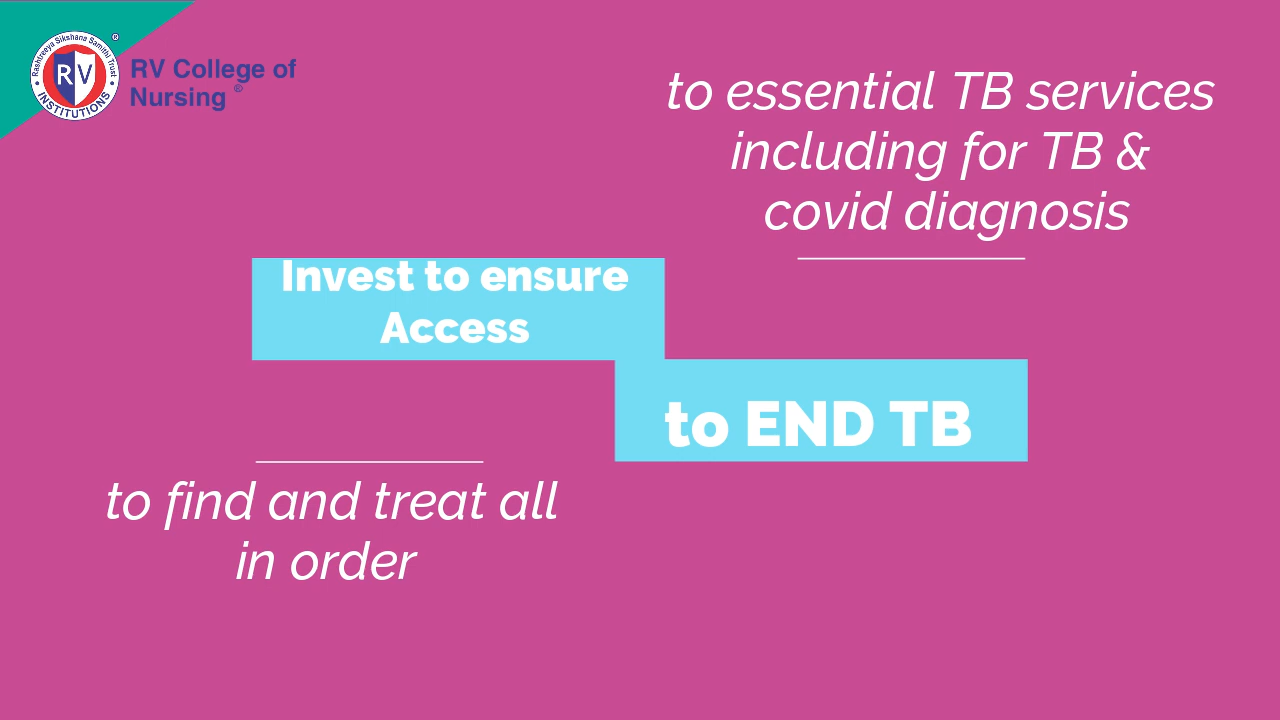 Rashtreeya Sikshana Samithi Trust
®
RV
INSTITUTIONS
RV College of
Nursing ©
Invest to ensure
Access
to essential TB services
including for TB &
covid diagnosis
to find and treat all
in order
to END TB